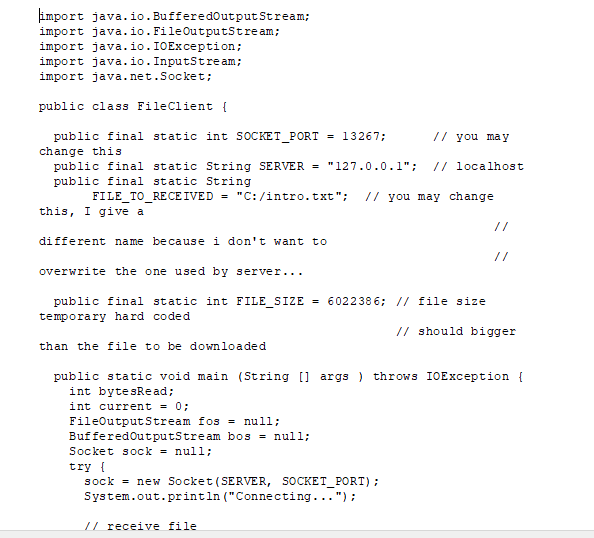 import java.io.BufferedOutputStream;
import java.io.FileOutputStream;
import java.io.IOException;
import java.io.InputStream;
import java.net.Socket;

public class FileClient {

  public final static int SOCKET_PORT = 13267;      // you may
change this
  public final static String SERVER = "127.0.0.1";  // localhost
  public final static String
       FILE_TO_RECEIVED = "C:/intro.txt";  // you may change
this, I give a
                                                            //
different name because i don't want to
                                                            //
overwrite the one used by server...

  public final static int FILE_SIZE = 6022386; // file size
temporary hard coded
                                               // should bigger
than the file to be downloaded

  public static void main (String [] args ) throws IOException {
    int bytesRead;
    int current = 0;
    FileOutputStream fos = null;
    BufferedOutputStream bos = null;
    Socket sock = null;
    try {
      sock = new Socket(SERVER, SOCKET_PORT);
      System.out.println("Connecting...");

      // receive file